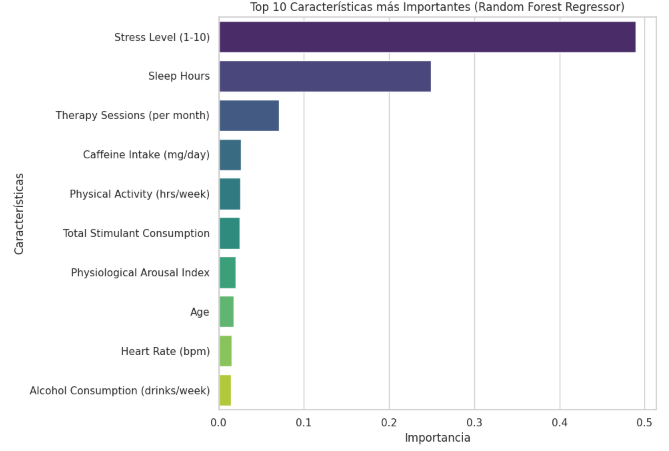 Top 10 Características más Importantes (Random Forest Regressor)
Características
Stress Level (1-10)
Sleep Hours
Therapy Sessions (per month)
Caffeine Intake (mg/day)
Physical Activity (hrs/week)
Total Stimulant Consumption
Physiological Arousal Index
Age
Heart Rate (bpm)
Alcohol Consumption (drinks/week)
0.0 0.1 0.2 0.3 0.4 0.5
Importancia